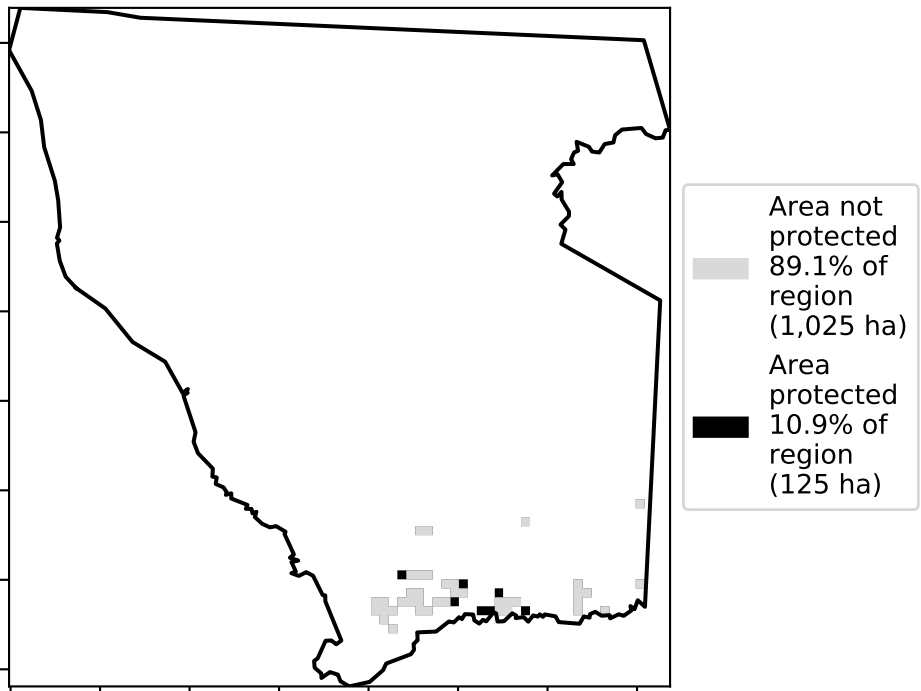 Area not
protected
89.1% of
region
(1,025 ha)
Area
protected
10.9% of
region
(125 ha)